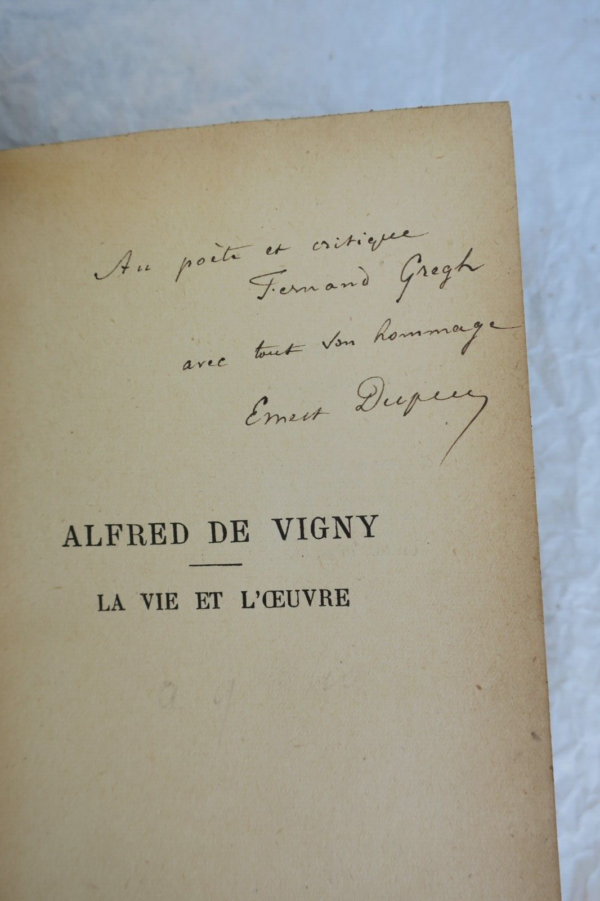 Au poète et critique
Fernand Gregh
avec tout son hommage
Ernest Dupuy
ALFRED DE VIGNY
LA VIE ET L'ŒUVRE